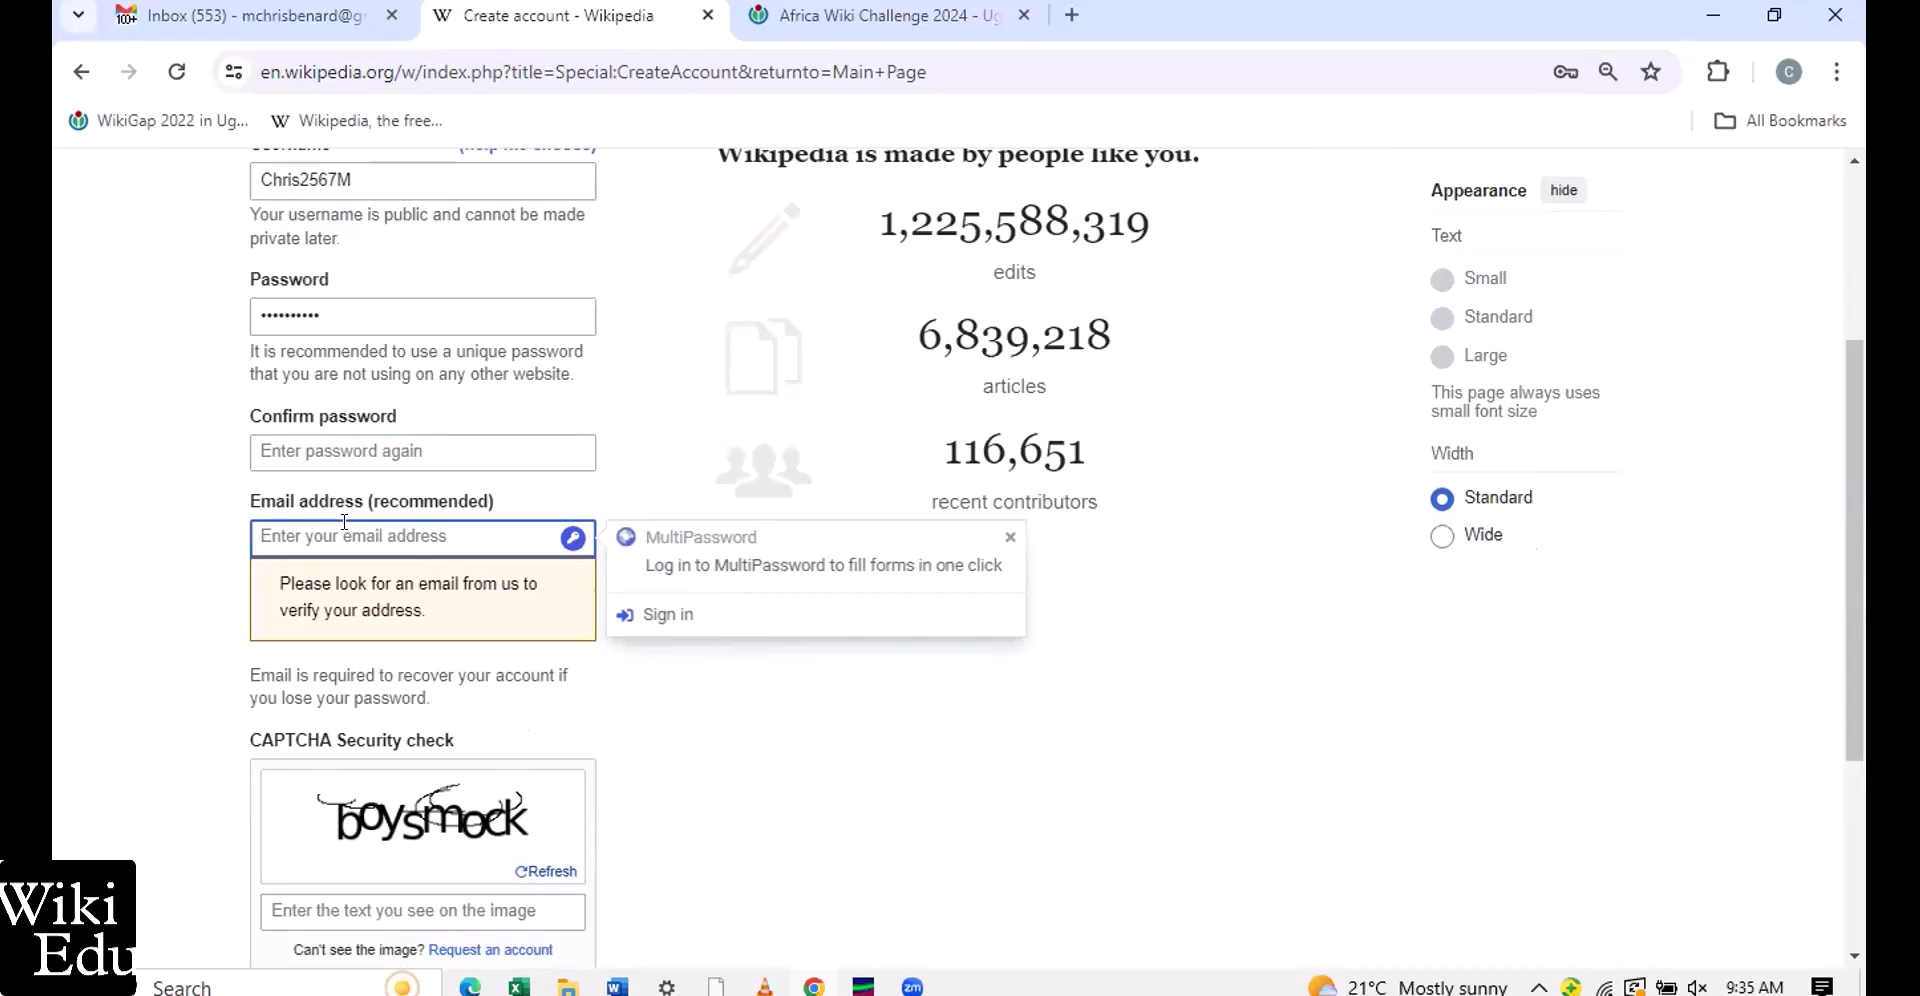 100+ Inbox (553) - mchrisbenard@g
Create account - Wikipedia
Africa Wiki Challenge 2024 - Ug
en.wikipedia.org/w/index.php?title=Special:CreateAccount&returnto=Main+Page
C
WikiGap 2022 in Ug...
Wikipedia, the free...
All Bookmarks
Username (help me choose)
Chris2567M
Your username is public and cannot be made
private later.
Password
••••••••••
It is recommended to use a unique password
that you are not using on any other website.
Confirm password
Enter password again
Email address (recommended)
Enter your email address
Please look for an email from us to
verify your address.
Email is required to recover your account if
you lose your password.
CAPTCHA Security check
boysmock
Refresh
Enter the text you see on the image
Can't see the image? Request an account
Wikipedia is made by people like you.
1,225,588,319
edits
6,839,218
articles
116,651
recent contributors
MultiPassword
Log in to MultiPassword to fill forms in one click
Sign in
Appearance hide
Text
Small
Standard
Large
This page always uses
small font size
Width
Standard
Wide
Wiki
Edu
Search
zm
21°C Mostly sunny
9:35 AM